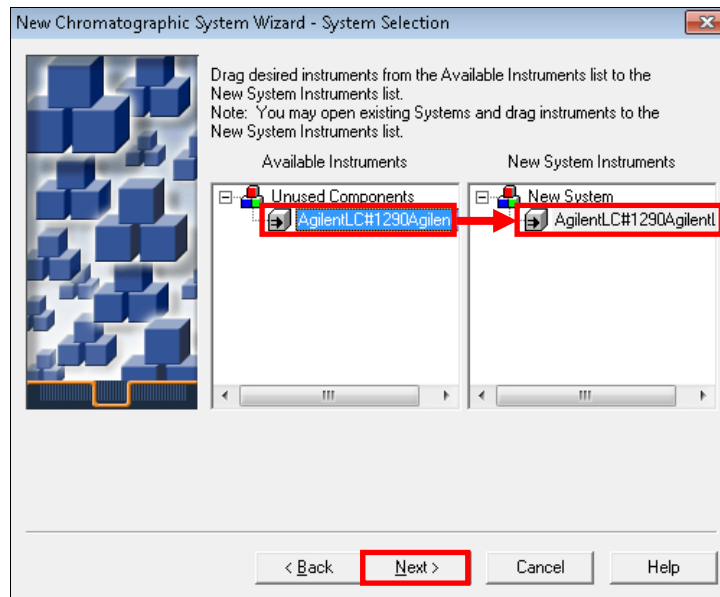 New Chromatographic System Wizard - System Selection
Drag desired instruments from the Available Instruments list to the
New System Instruments list.
Note: You may open existing Systems and drag instruments to the
New System Instruments list.
Available Instruments
New System Instruments
Unused Components
New System
AgilentLC#1290Agilen
AgilentLC#1290AgilentL
< Back
Next >
Cancel
Help